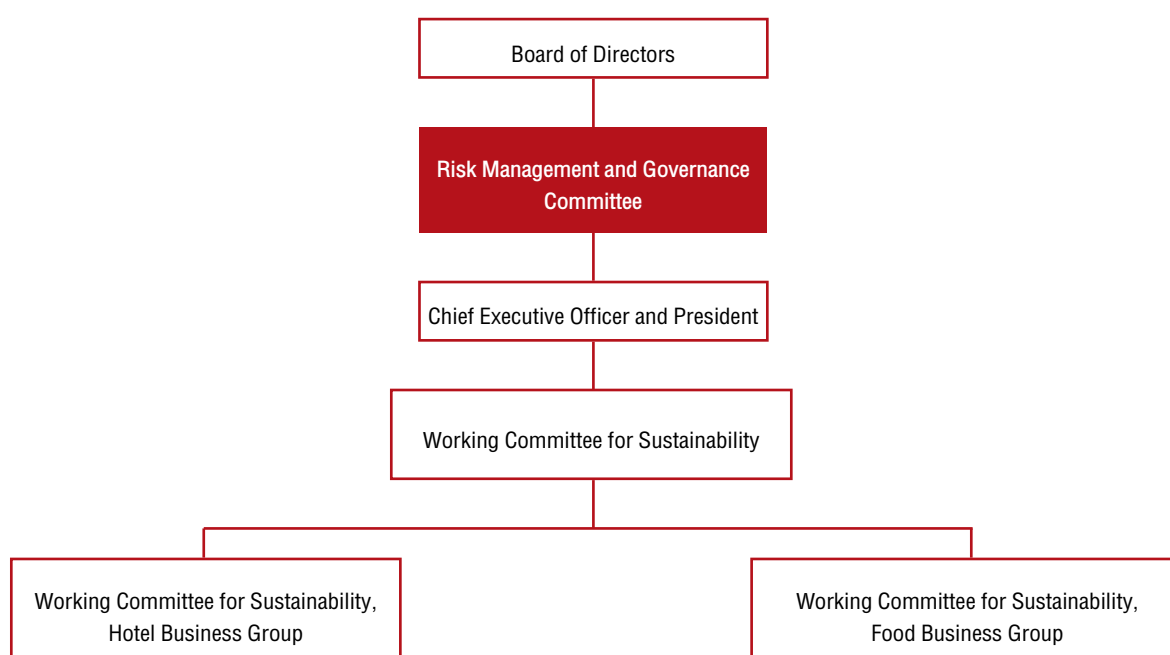 Board of Directors
Risk Management and Governance
Committee
Chief Executive Officer and President
Working Committee for Sustainability
Working Committee for Sustainability,
Hotel Business Group
Working Committee for Sustainability,
Food Business Group